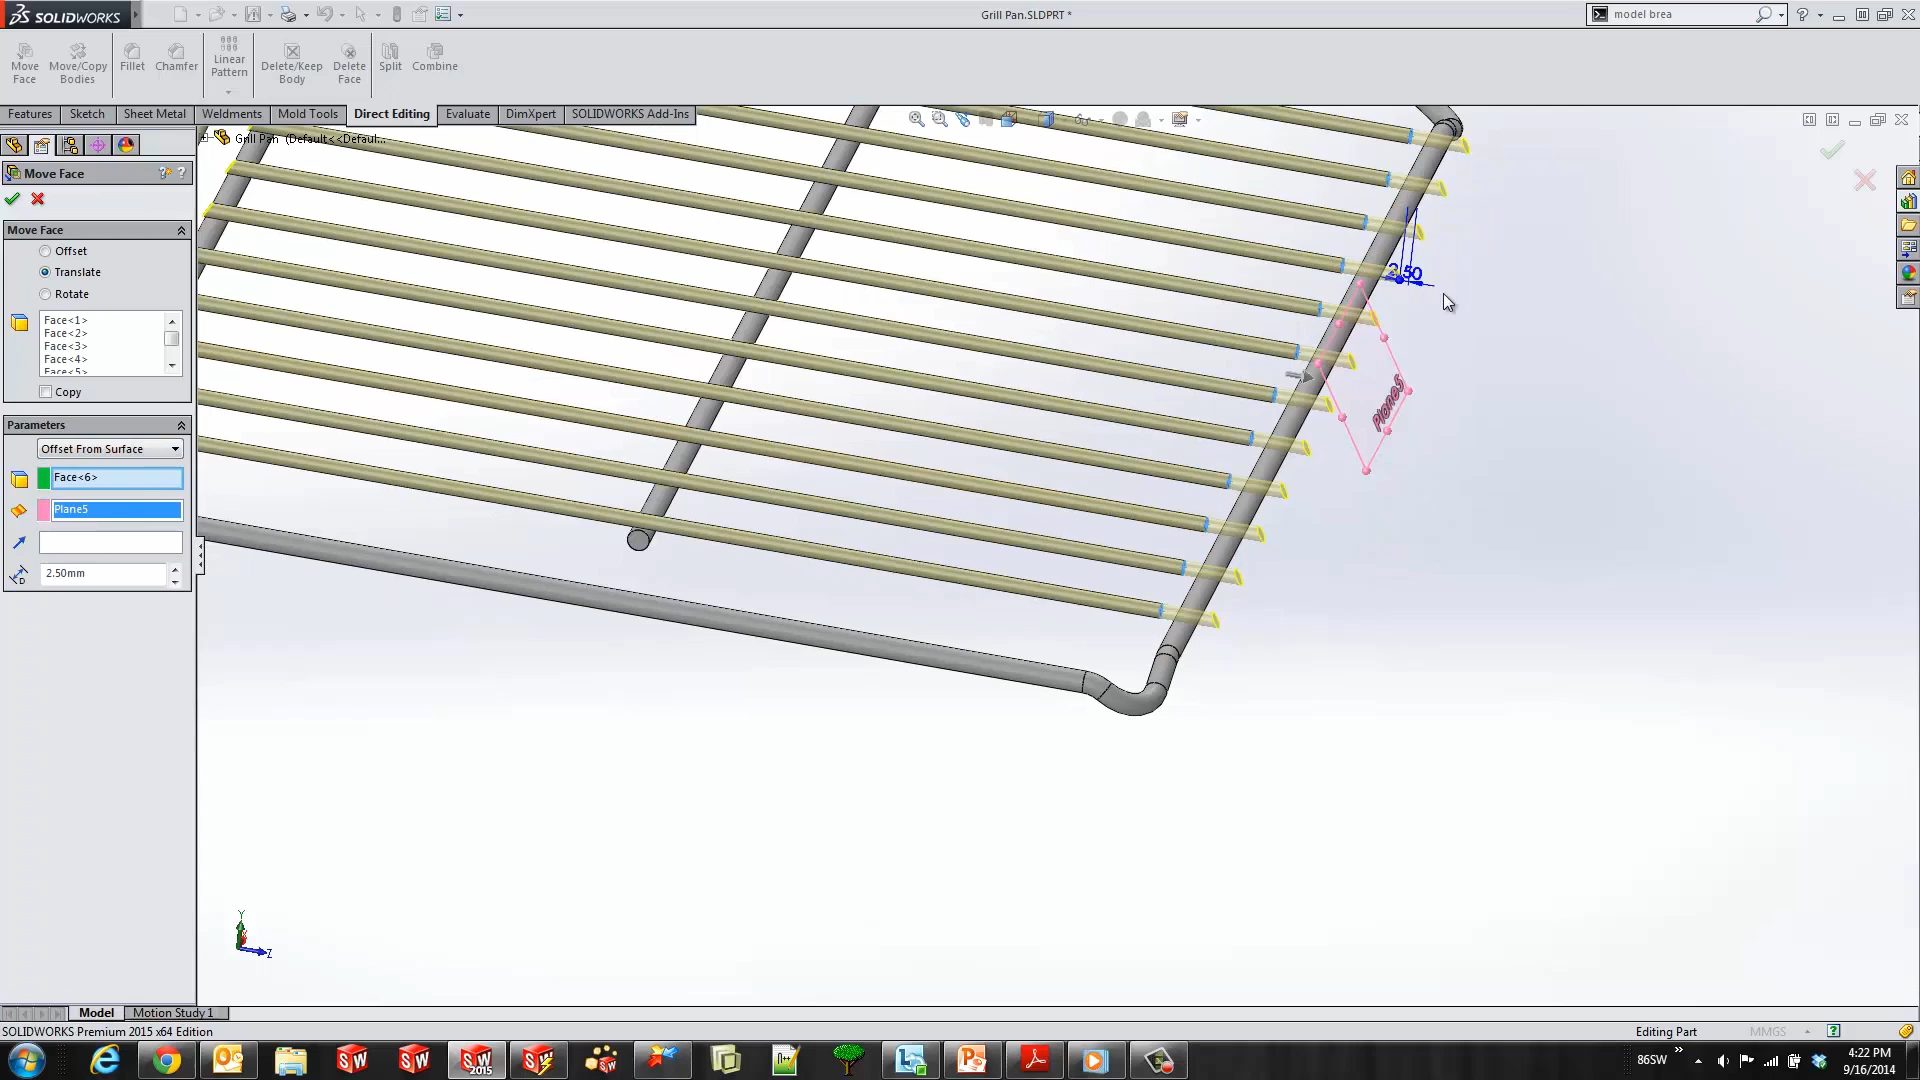 SOLIDWORKS
Grill Pan.SLDPRT *
model brea
Move Face
Move/Copy Bodies
Fillet
Chamfer
Linear Pattern
Delete/Keep Body
Delete Face
Split
Combine
Features
Sketch
Sheet Metal
Weldments
Mold Tools
Direct Editing
Evaluate
DimXpert
SOLIDWORKS Add-Ins
Grill Pan (Default<<Defaul...
Move Face
Move Face
Offset
Translate
Rotate
Face<1>
Face<2>
Face<3>
Face<4>
Face<5>
Copy
Parameters
Offset From Surface
Face<6>
Plane5
2.50mm
2.50
Plane5
Y
Z
Model
Motion Study 1
SOLIDWORKS Premium 2015 x64 Edition
Editing Part
MMGS
86SW
4:22 PM
9/16/2014